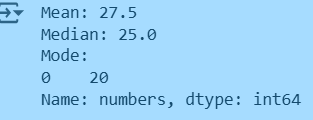 Mean: 27.5
Median: 25.0
Mode:
0    20
Name: numbers, dtype: int64